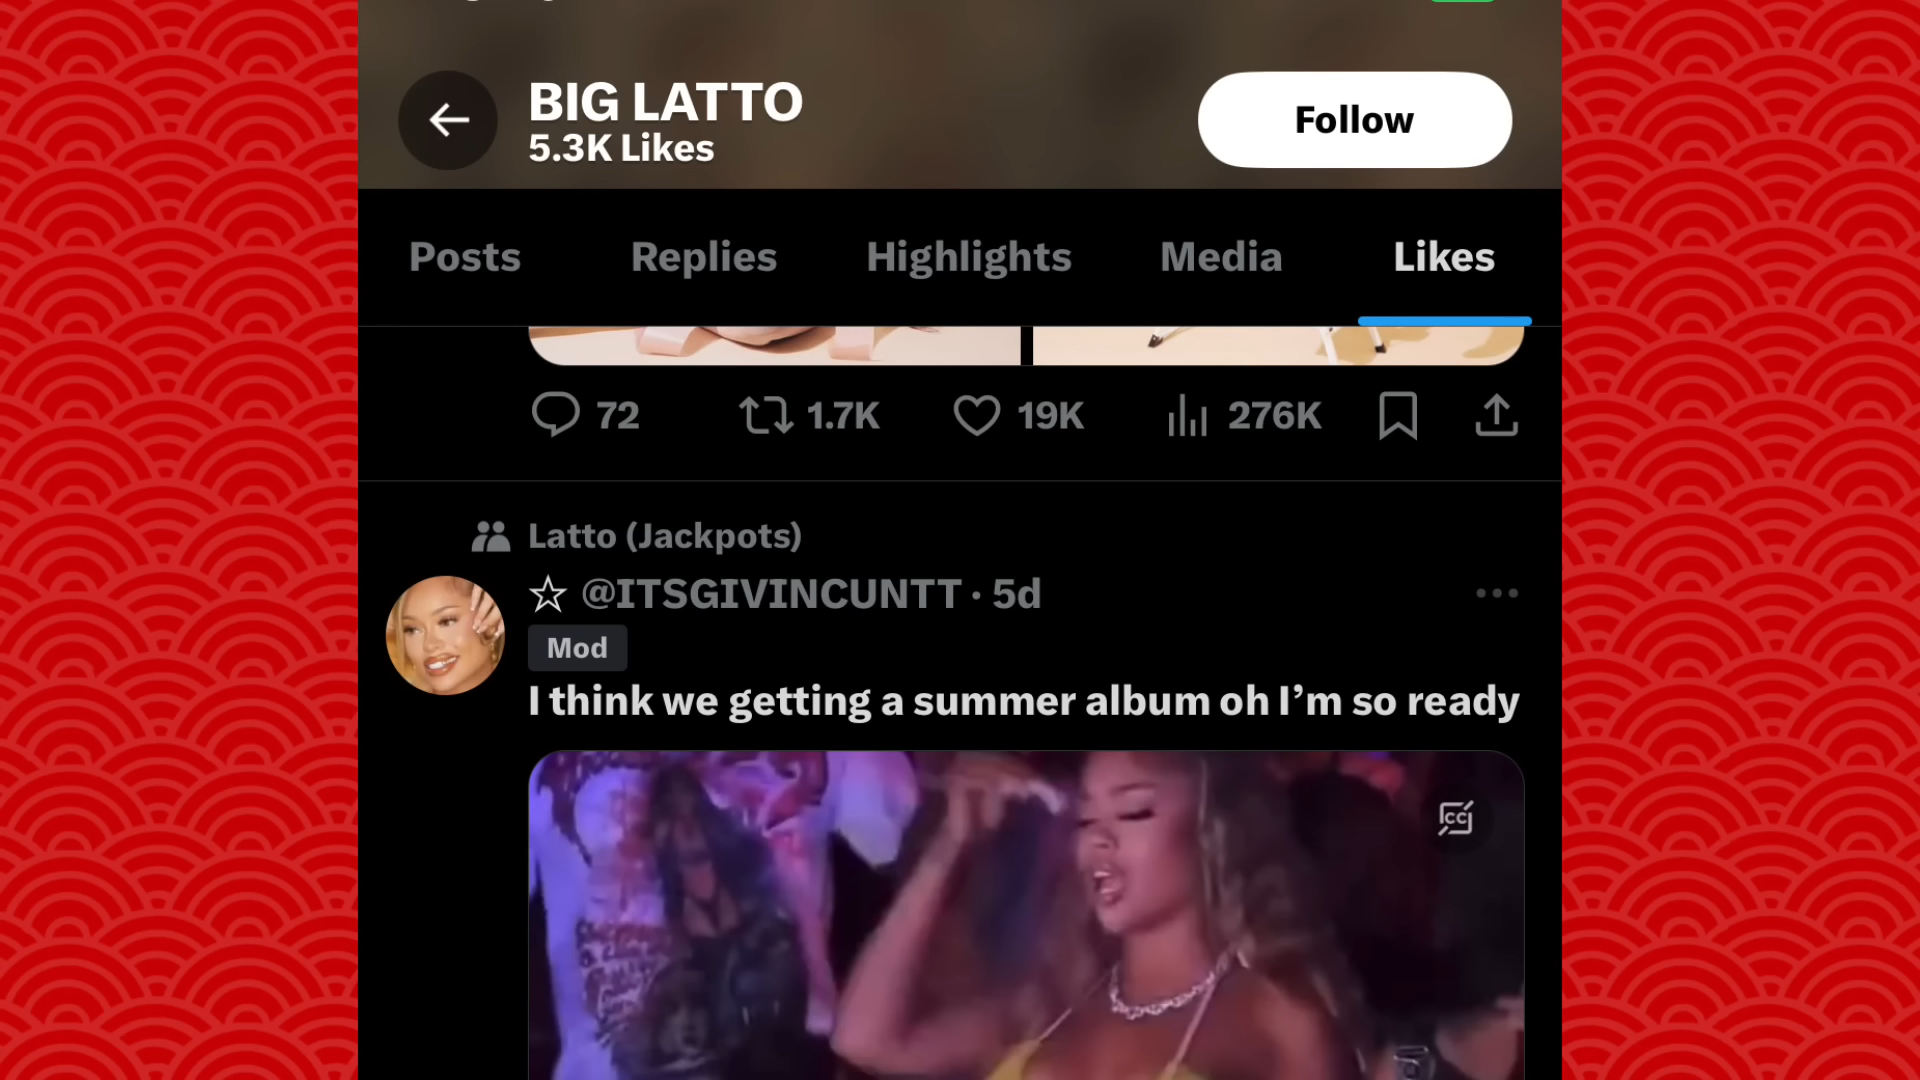 BIG LATTO
5.3K Likes
Follow
Posts Replies Highlights Media Likes
72 1.7K 19K 276K
Latto (Jackpots)
@ITSGIVINCUNTT · 5d
Mod
I think we getting a summer album oh I’m so ready
CC